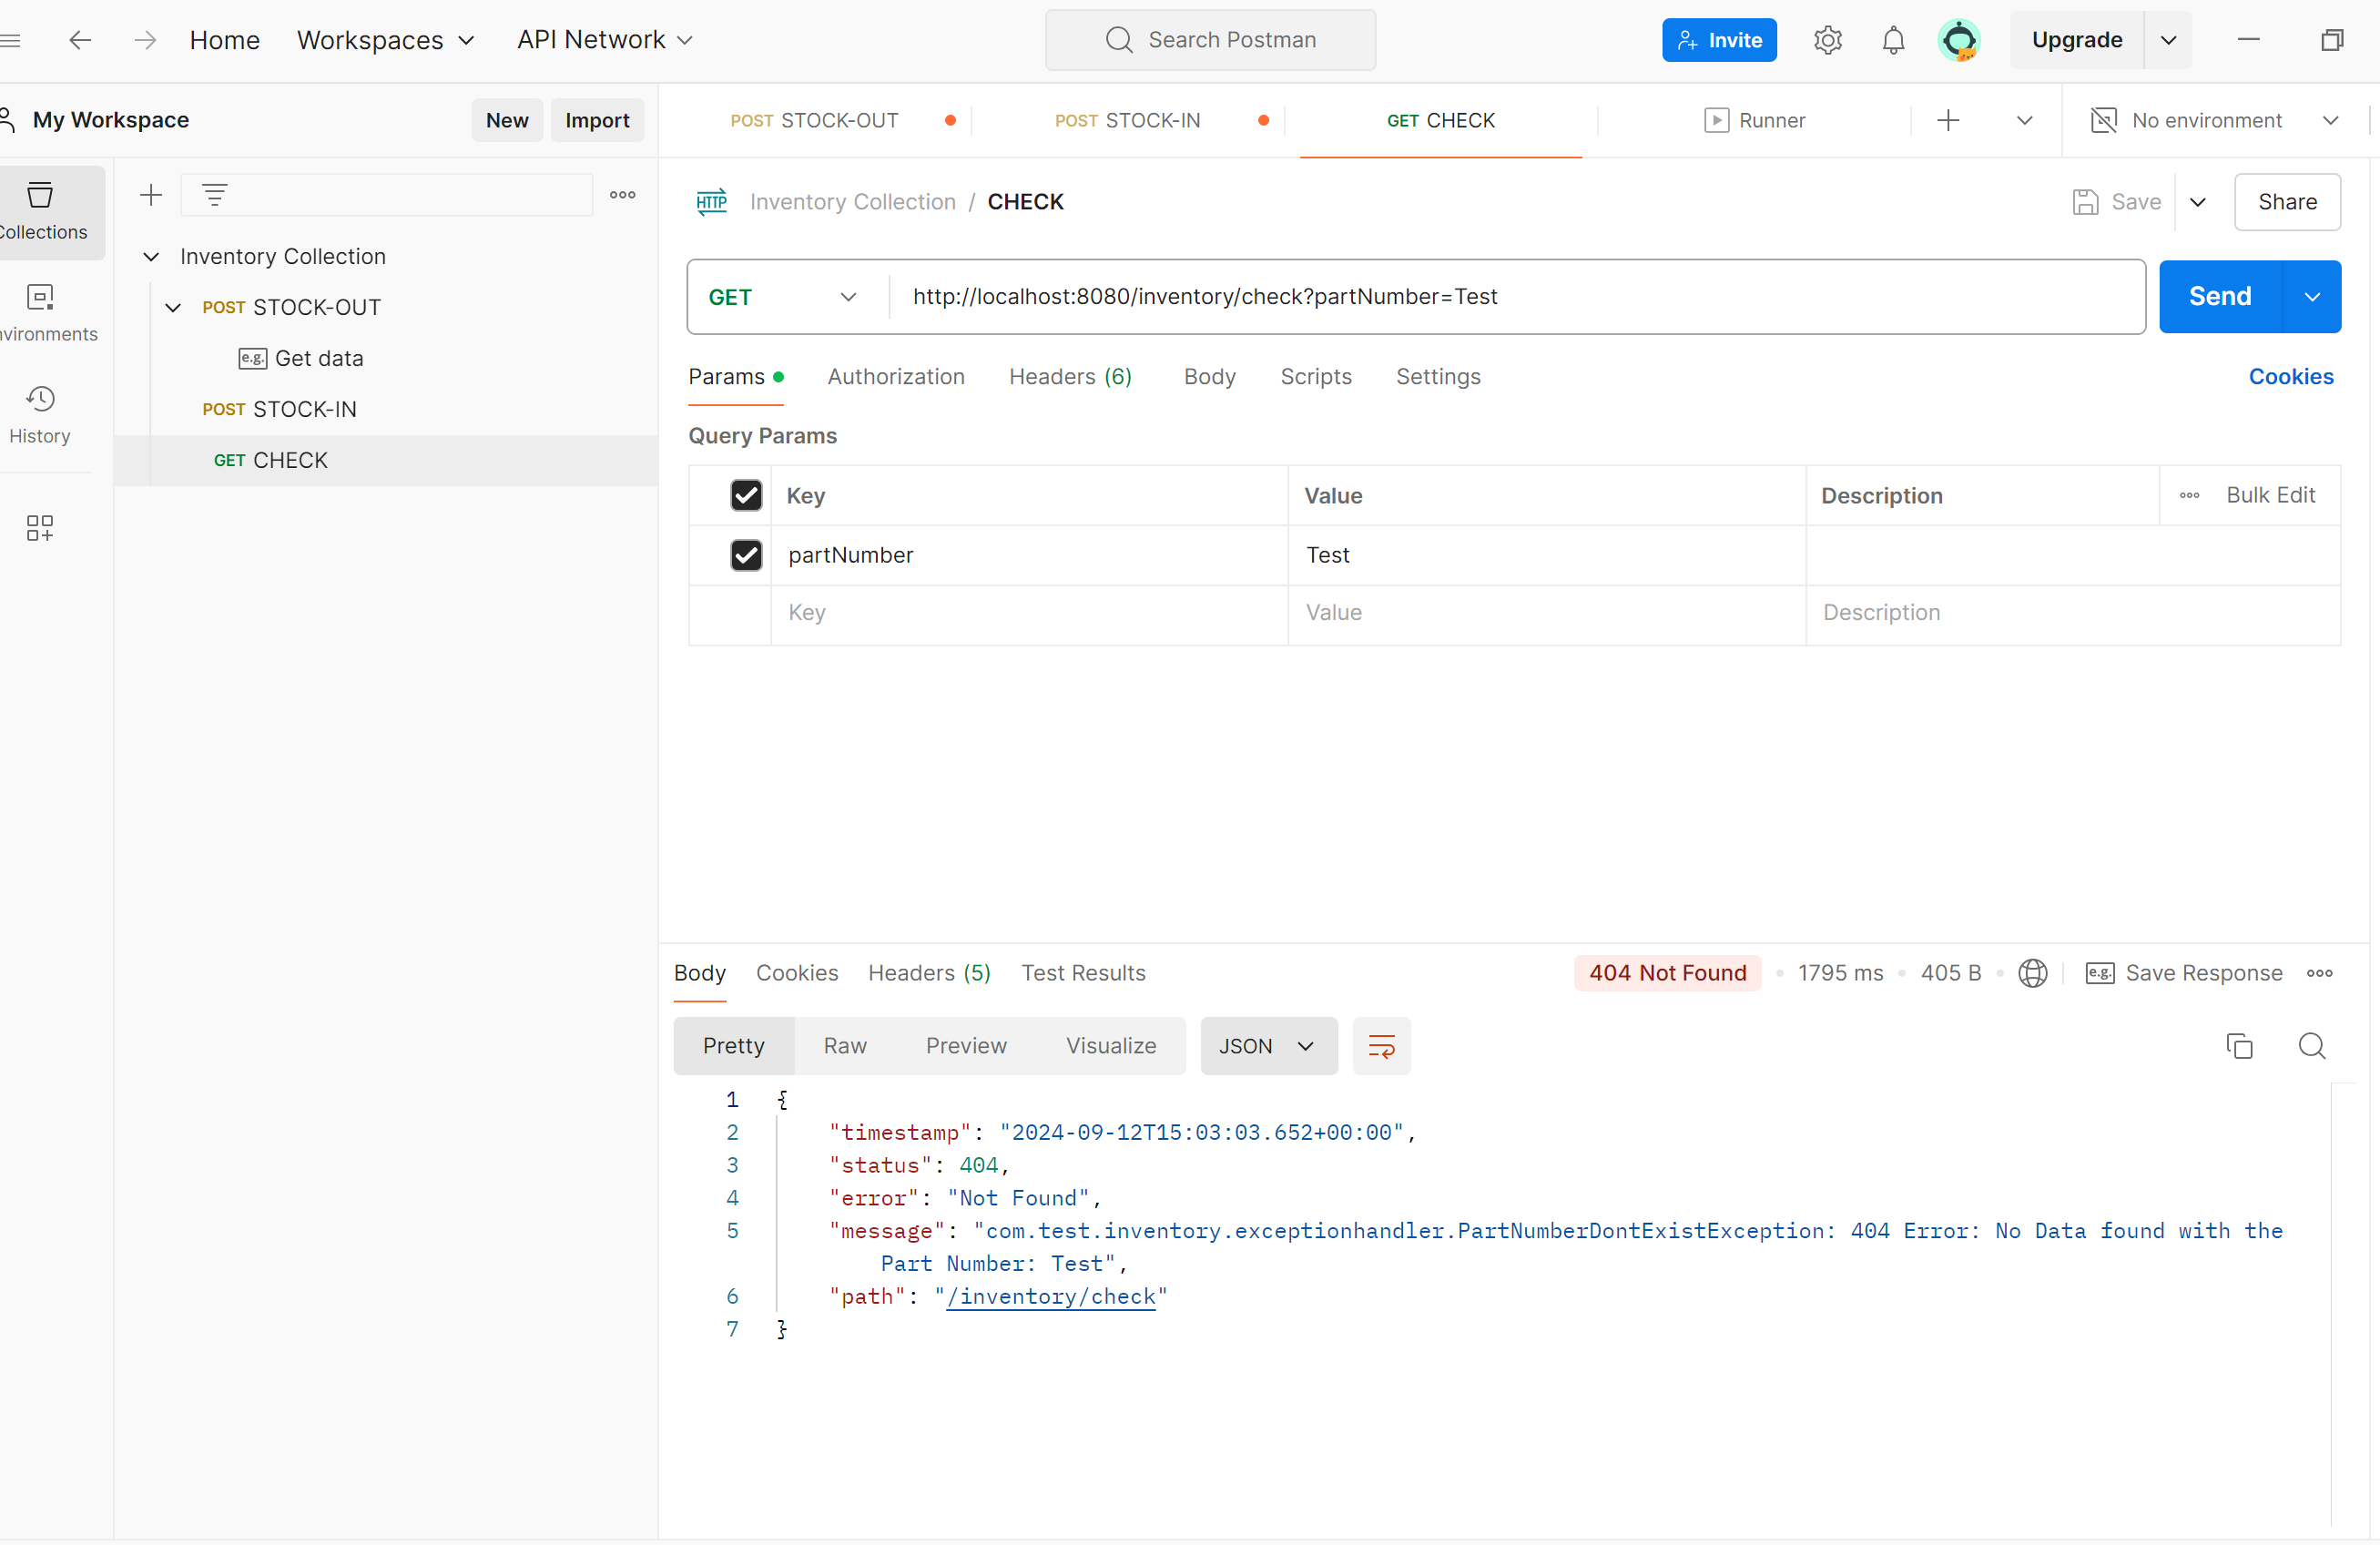 Home Workspaces API Network Search Postman Invite Upgrade
My Workspace New Import POST STOCK-OUT POST STOCK-IN GET CHECK Runner No environment
Collections
Environments
History
Inventory Collection
POST STOCK-OUT
e.g. Get data
POST STOCK-IN
GET CHECK
HTTP Inventory Collection / CHECK Save Share
GET http://localhost:8080/inventory/check?partNumber=Test Send
Params Authorization Headers (6) Body Scripts Settings Cookies
Query Params
Key Value Description Bulk Edit
partNumber Test
Key Value Description
Body Cookies Headers (5) Test Results 404 Not Found 1795 ms 405 B e.g. Save Response
Pretty Raw Preview Visualize JSON
1 {
2 "timestamp": "2024-09-12T15:03:03.652+00:00",
3 "status": 404,
4 "error": "Not Found",
5 "message": "com.test.inventory.exceptionhandler.PartNumberDontExistException: 404 Error: No Data found with the
Part Number: Test",
6 "path": "/inventory/check"
7 }